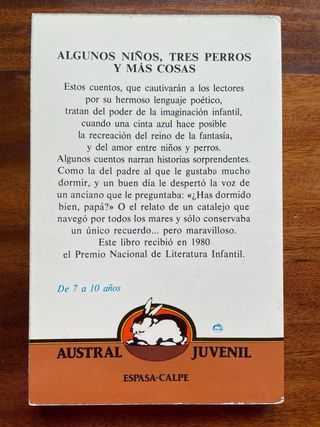 ALGUNOS NIÑOS, TRES PERROS
Y MÁS COSAS
Estos cuentos, que cautivarán a los lectores
por su hermoso lenguaje poético,
tratan del poder de la imaginación infantil,
cuando una cinta azul hace posible
la recreación del reino de la fantasía,
y del amor entre niños y perros.
Algunos cuentos narran historias sorprendentes.
Como la del padre al que le gustaba mucho
dormir, y un buen día le despertó la voz de
un anciano que le preguntaba: «¿Has dormido
bien, papá?» O el relato de un catalejo que
navegó por todos los mares y sólo conservaba
un único recuerdo... pero maravilloso.
Este libro recibió en 1980
el Premio Nacional de Literatura Infantil.
De 7 a 10 años
AUSTRAL JUVENIL
ESPASA-CALPE